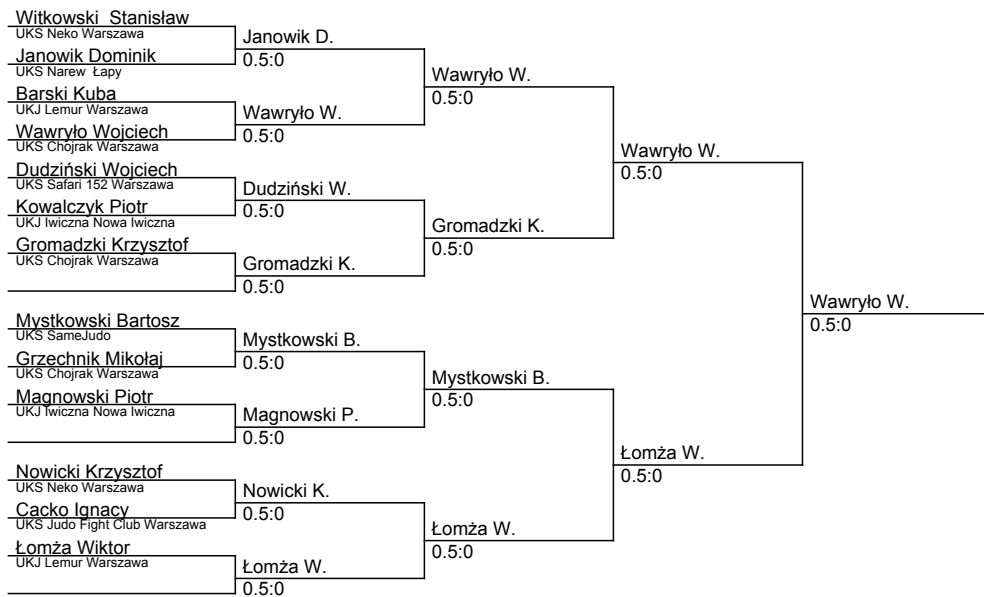 Witkowski Stanisław
UKS Neko Warszawa
Janowik Dominik
UKS Narew Łapy
Barski Kuba
UKJ Lemur Warszawa
Wawryło Wojciech
UKS Chojrak Warszawa
Dudziński Wojciech
UKS Safari 152 Warszawa
Kowalczyk Piotr
UKJ Iwiczna Nowa Iwiczna
Gromadzki Krzysztof
UKS Chojrak Warszawa
Mystkowski Bartosz
UKS SameJudo
Grzechnik Mikołaj
UKS Chojrak Warszawa
Magnowski Piotr
UKJ Iwiczna Nowa Iwiczna
Nowicki Krzysztof
UKS Neko Warszawa
Cacko Ignacy
UKS Judo Fight Club Warszawa
Łomża Wiktor
UKJ Lemur Warszawa
Janowik D.
0.5:0
Wawryło W.
0.5:0
Dudziński W.
0.5:0
Gromadzki K.
0.5:0
Mystkowski B.
0.5:0
Magnowski P.
0.5:0
Nowicki K.
0.5:0
Łomża W.
0.5:0
Wawryło W.
0.5:0
Gromadzki K.
0.5:0
Mystkowski B.
0.5:0
Łomża W.
0.5:0
Wawryło W.
0.5:0
Łomża W.
0.5:0
Wawryło W.
0.5:0